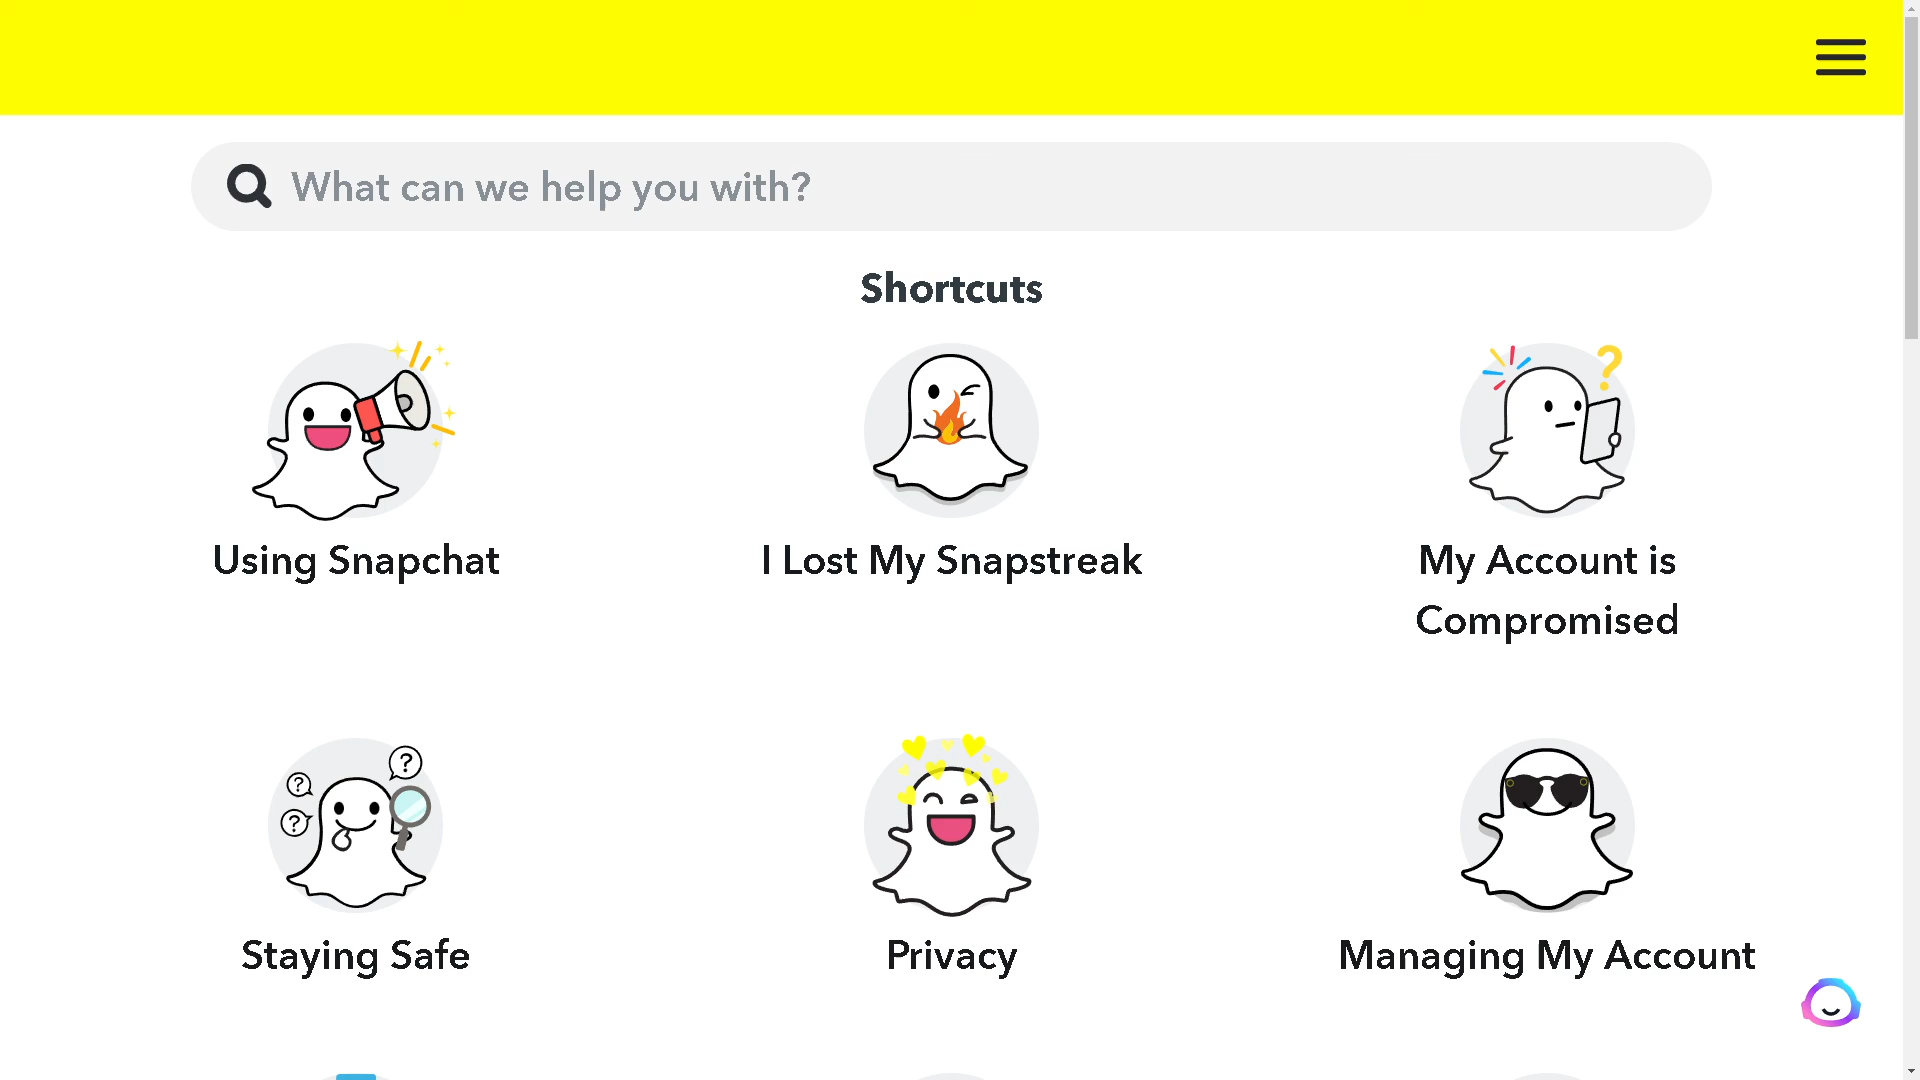 What can we help you with?
Shortcuts
Using Snapchat
I Lost My Snapstreak
My Account is
Compromised
?
?
?
?
Staying Safe
Privacy
Managing My Account